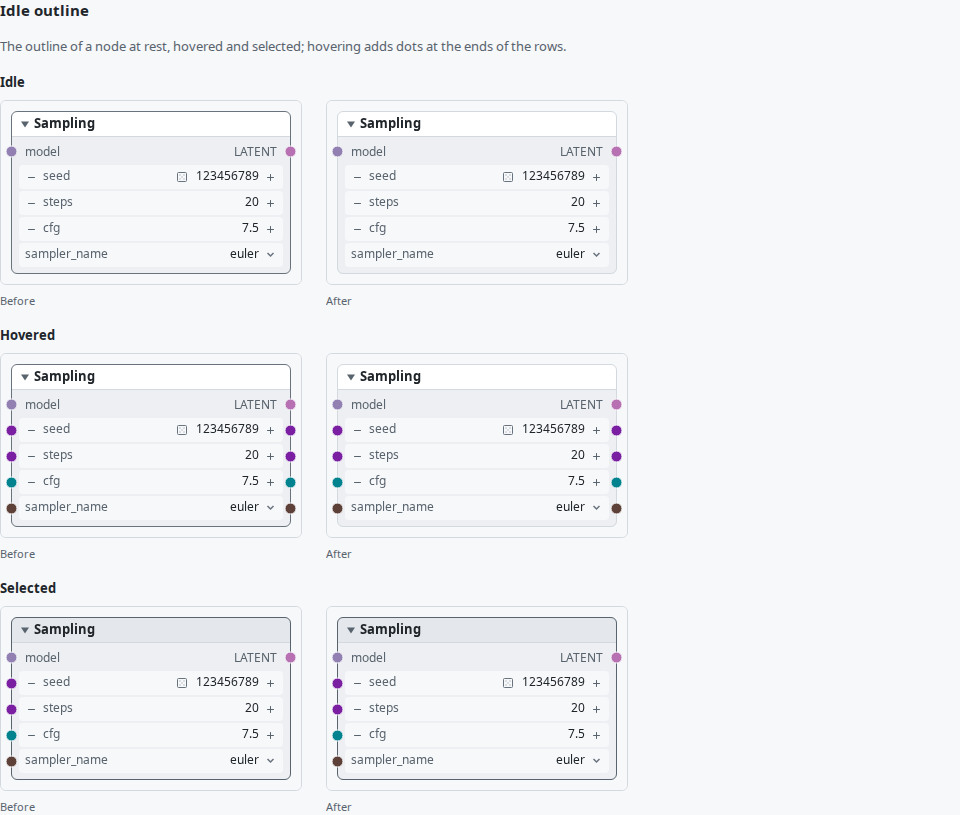 Idle outline
The outline of a node at rest, hovered and selected; hovering adds dots at the ends of the rows.
Idle
Sampling
model LATENT
− seed 123456789 +
− steps 20 +
− cfg 7.5 +
sampler_name euler
Before
Sampling
model LATENT
− seed 123456789 +
− steps 20 +
− cfg 7.5 +
sampler_name euler
After
Hovered
Sampling
model LATENT
− seed 123456789 +
− steps 20 +
− cfg 7.5 +
sampler_name euler
Before
Sampling
model LATENT
− seed 123456789 +
− steps 20 +
− cfg 7.5 +
sampler_name euler
After
Selected
Sampling
model LATENT
− seed 123456789 +
− steps 20 +
− cfg 7.5 +
sampler_name euler
Before
Sampling
model LATENT
− seed 123456789 +
− steps 20 +
− cfg 7.5 +
sampler_name euler
After